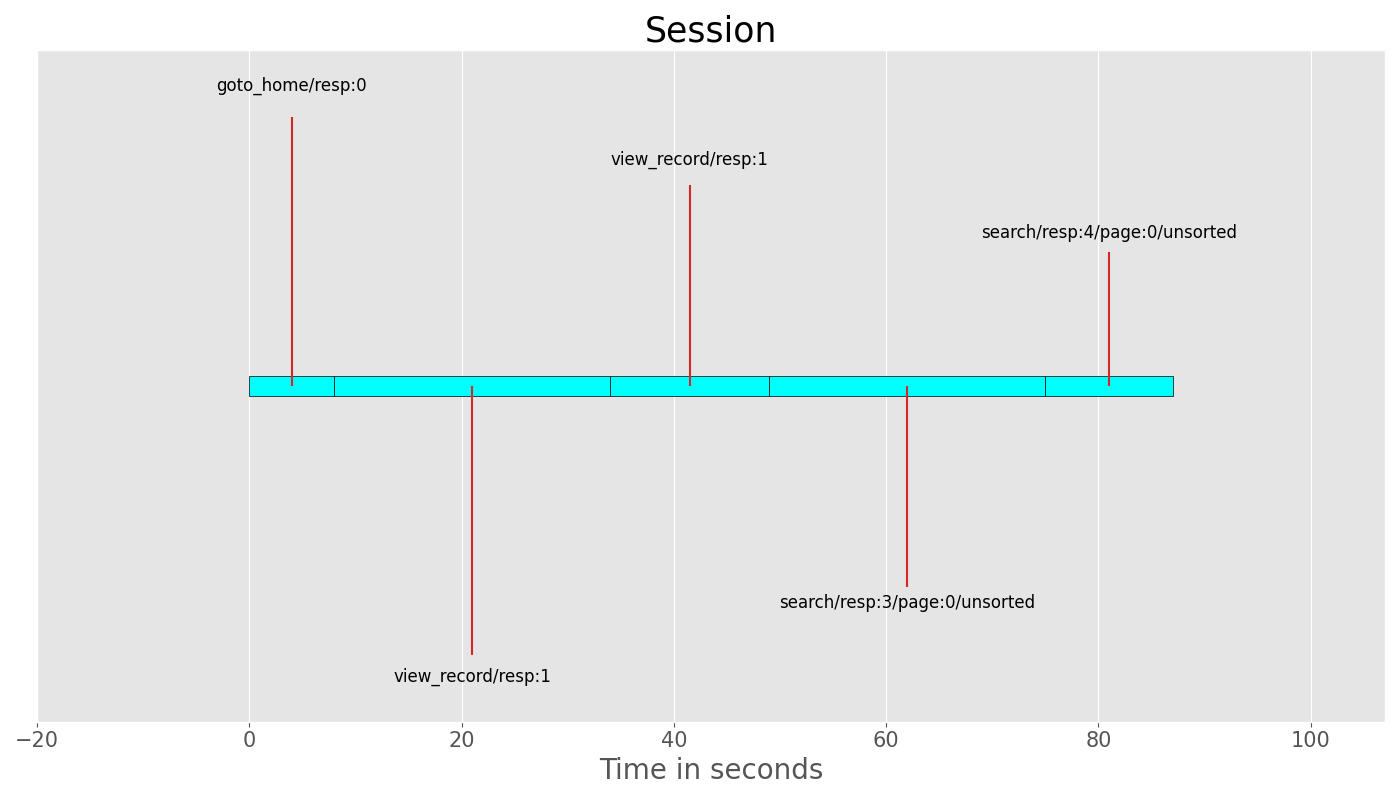 Session
goto_home/resp:0
view_record/resp:1
search/resp:4/page:0/unsorted
search/resp:3/page:0/unsorted
view_record/resp:1
−20 0 20 40 60 80 100
Time in seconds